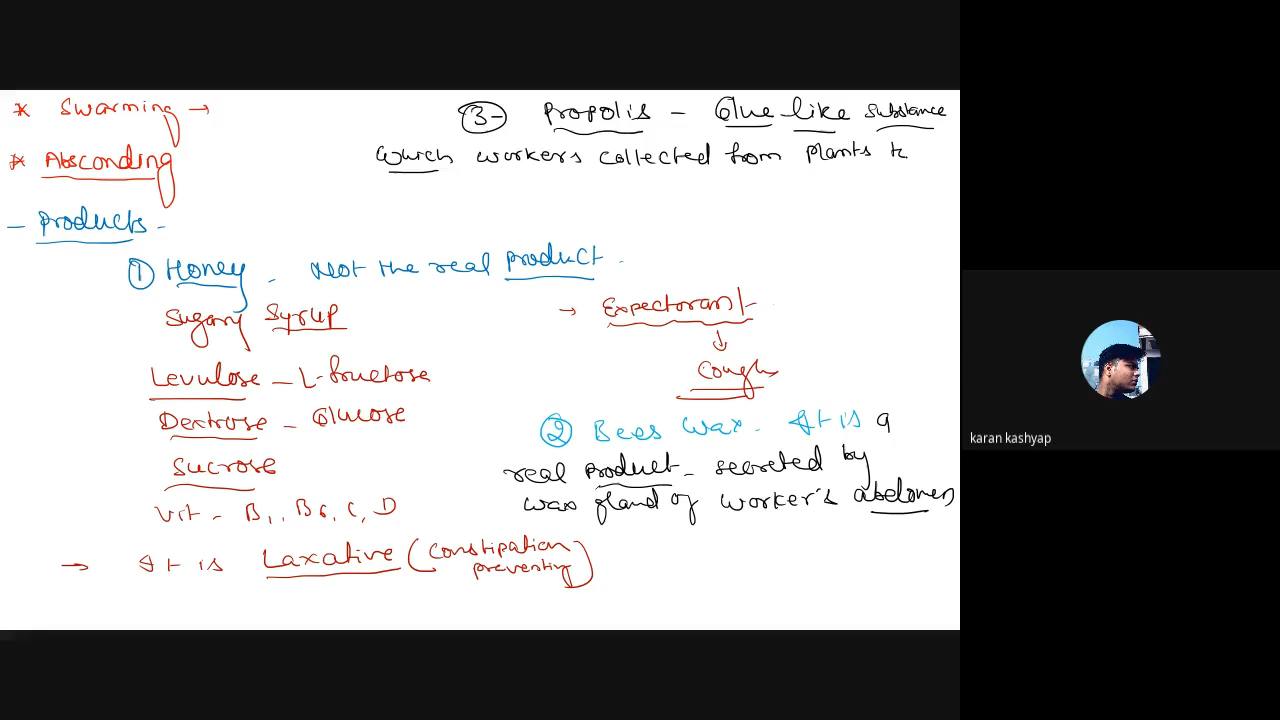 * Swarming →
* Absconding
- Products -
① Honey - Not the real product.
Sugary Syrup
Levulose - L-fructose
Dextrose - Glucose
Sucrose
Vit - B1, B6, C, D
→ It is Laxative (Constipation
preventing)
→ Expectorant
↓
Cough
② Bees wax - It is a
real product - secreted by
wax gland of worker's abdomen
③- Propolis - Glue like substance
which workers collected from plants t
karan kashyap